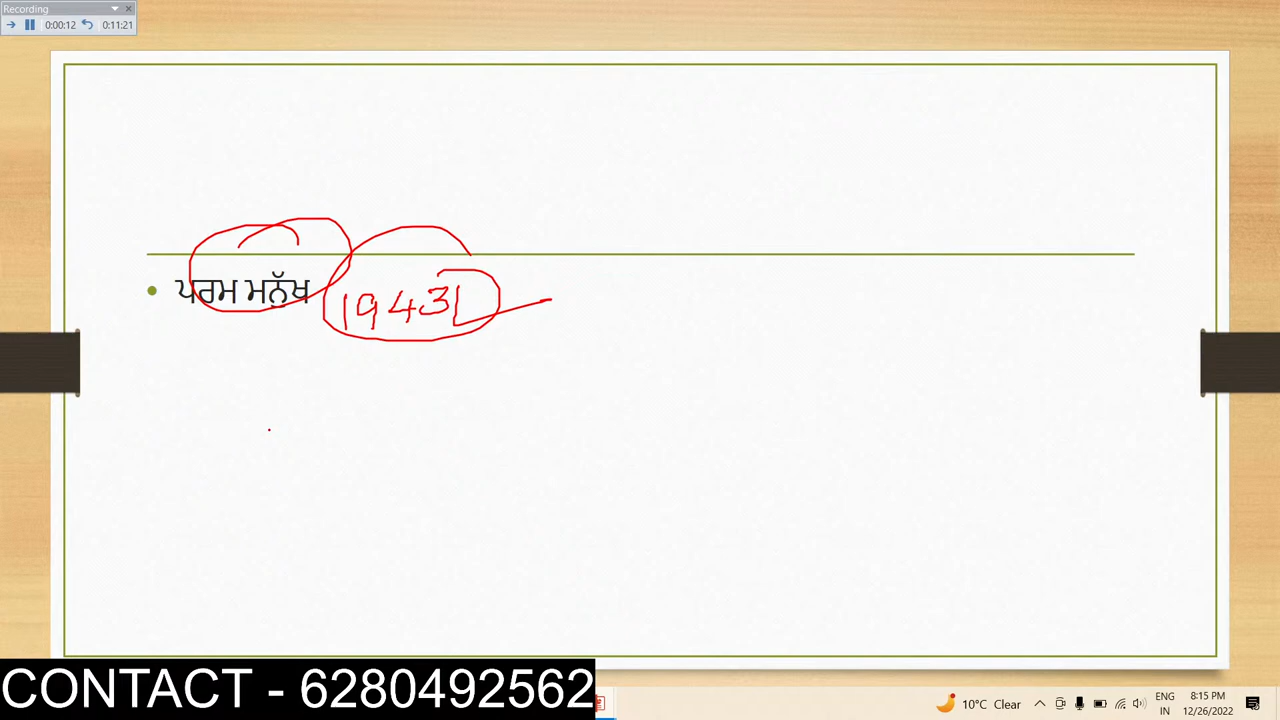 Recording
0:00:12 0:11:21
• ਪਰਮ ਮਨੁੱਖ 1943
CONTACT - 6280492562
10°C Clear
ENG
IN
8:15 PM
12/26/2022